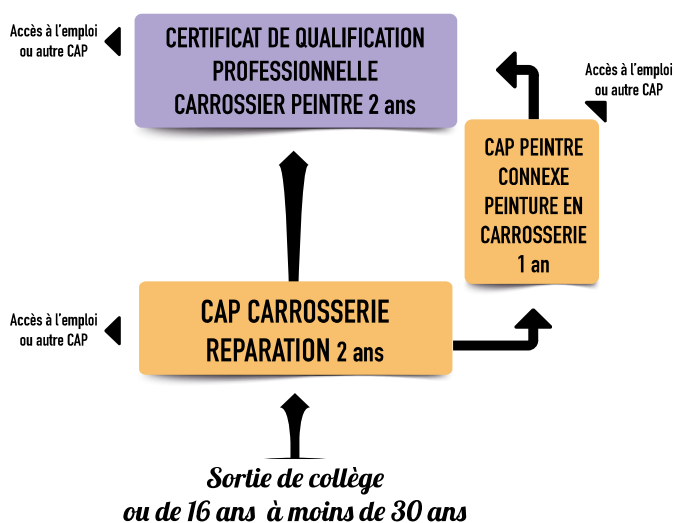 Accès à l'emploi
ou autre CAP
CERTIFICAT DE QUALIFICATION
PROFESSIONNELLE
CARROSSIER PEINTRE 2 ans
Accès à l'emploi
ou autre CAP
CAP PEINTRE
CONNEXE
PEINTURE EN
CARROSSERIE
1 an
Accès à l'emploi
ou autre CAP
CAP CARROSSERIE
REPARATION 2 ans
Sortie de collège
ou de 16 ans à moins de 30 ans